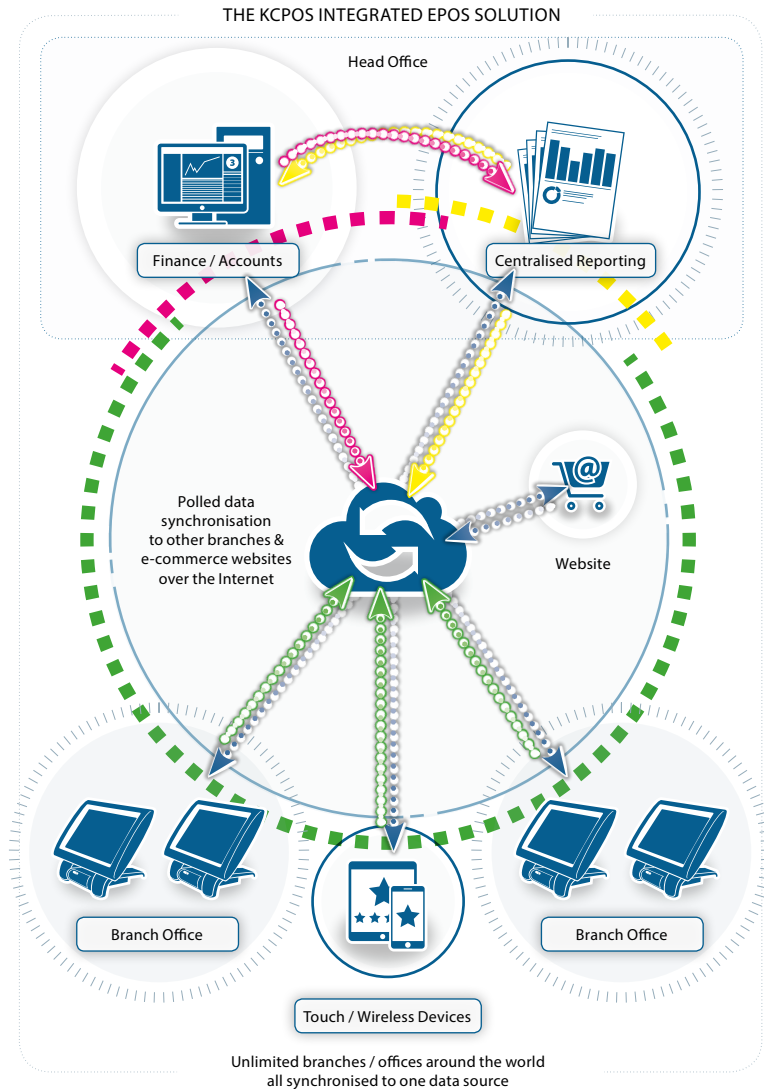 THE KCPOS INTEGRATED EPOS SOLUTION
Head Office
3
Finance / Accounts
Centralised Reporting
@
Polled data
synchronisation
to other branches &
e-commerce websites
over the Internet
Website
Branch Office
Branch Office
Touch / Wireless Devices
Unlimited branches / offices around the world
all synchronised to one data source